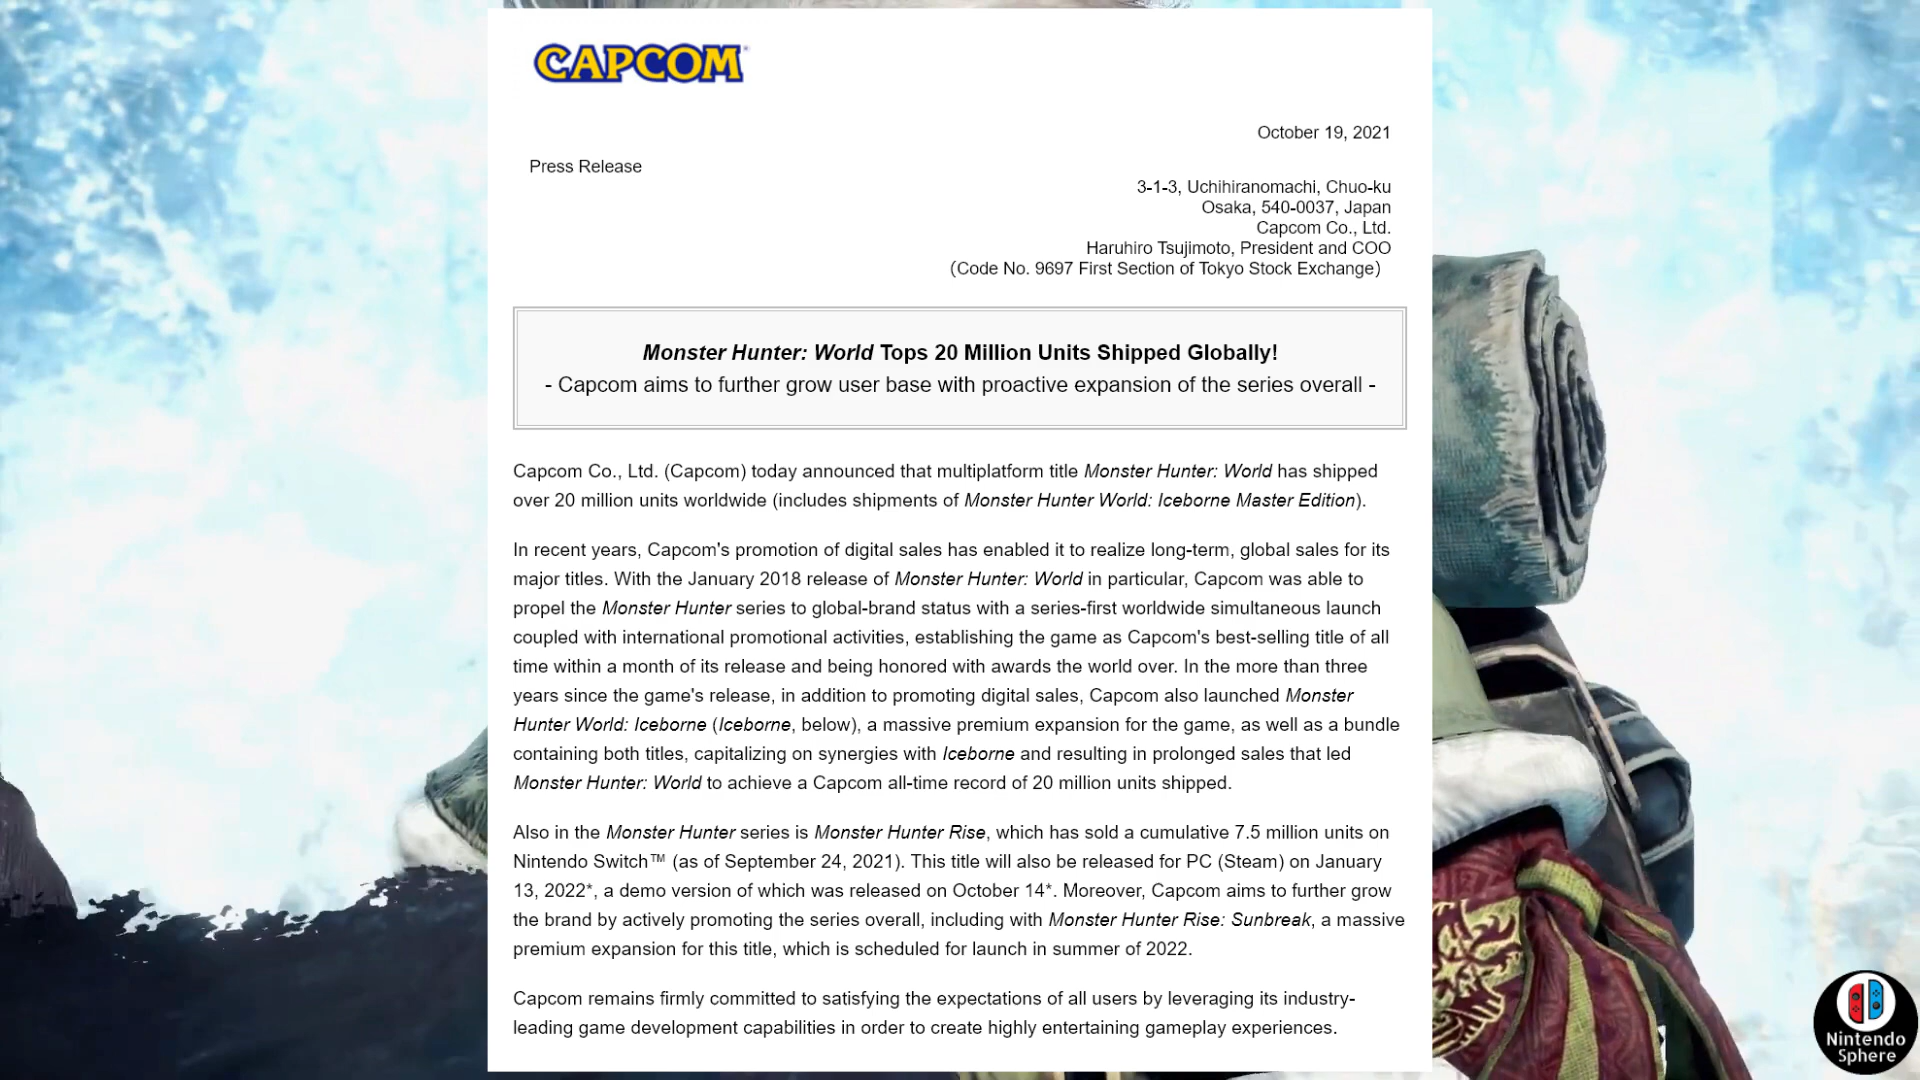 CAPCOM
October 19, 2021
Press Release
3-1-3, Uchihiranomachi, Chuo-ku
Osaka, 540-0037, Japan
Capcom Co., Ltd.
Haruhiro Tsujimoto, President and COO
(Code No. 9697 First Section of Tokyo Stock Exchange)
Monster Hunter: World Tops 20 Million Units Shipped Globally!
- Capcom aims to further grow user base with proactive expansion of the series overall -
Capcom Co., Ltd. (Capcom) today announced that multiplatform title Monster Hunter: World has shipped
over 20 million units worldwide (includes shipments of Monster Hunter World: Iceborne Master Edition).
In recent years, Capcom's promotion of digital sales has enabled it to realize long-term, global sales for its
major titles. With the January 2018 release of Monster Hunter: World in particular, Capcom was able to
propel the Monster Hunter series to global-brand status with a series-first worldwide simultaneous launch
coupled with international promotional activities, establishing the game as Capcom's best-selling title of all
time within a month of its release and being honored with awards the world over. In the more than three
years since the game's release, in addition to promoting digital sales, Capcom also launched Monster
Hunter World: Iceborne (Iceborne, below), a massive premium expansion for the game, as well as a bundle
containing both titles, capitalizing on synergies with Iceborne and resulting in prolonged sales that led
Monster Hunter: World to achieve a Capcom all-time record of 20 million units shipped.
Also in the Monster Hunter series is Monster Hunter Rise, which has sold a cumulative 7.5 million units on
Nintendo Switch™ (as of September 24, 2021). This title will also be released for PC (Steam) on January
13, 2022*, a demo version of which was released on October 14*. Moreover, Capcom aims to further grow
the brand by actively promoting the series overall, including with Monster Hunter Rise: Sunbreak, a massive
premium expansion for this title, which is scheduled for launch in summer of 2022.
Capcom remains firmly committed to satisfying the expectations of all users by leveraging its industry-
leading game development capabilities in order to create highly entertaining gameplay experiences.
Nintendo
Sphere